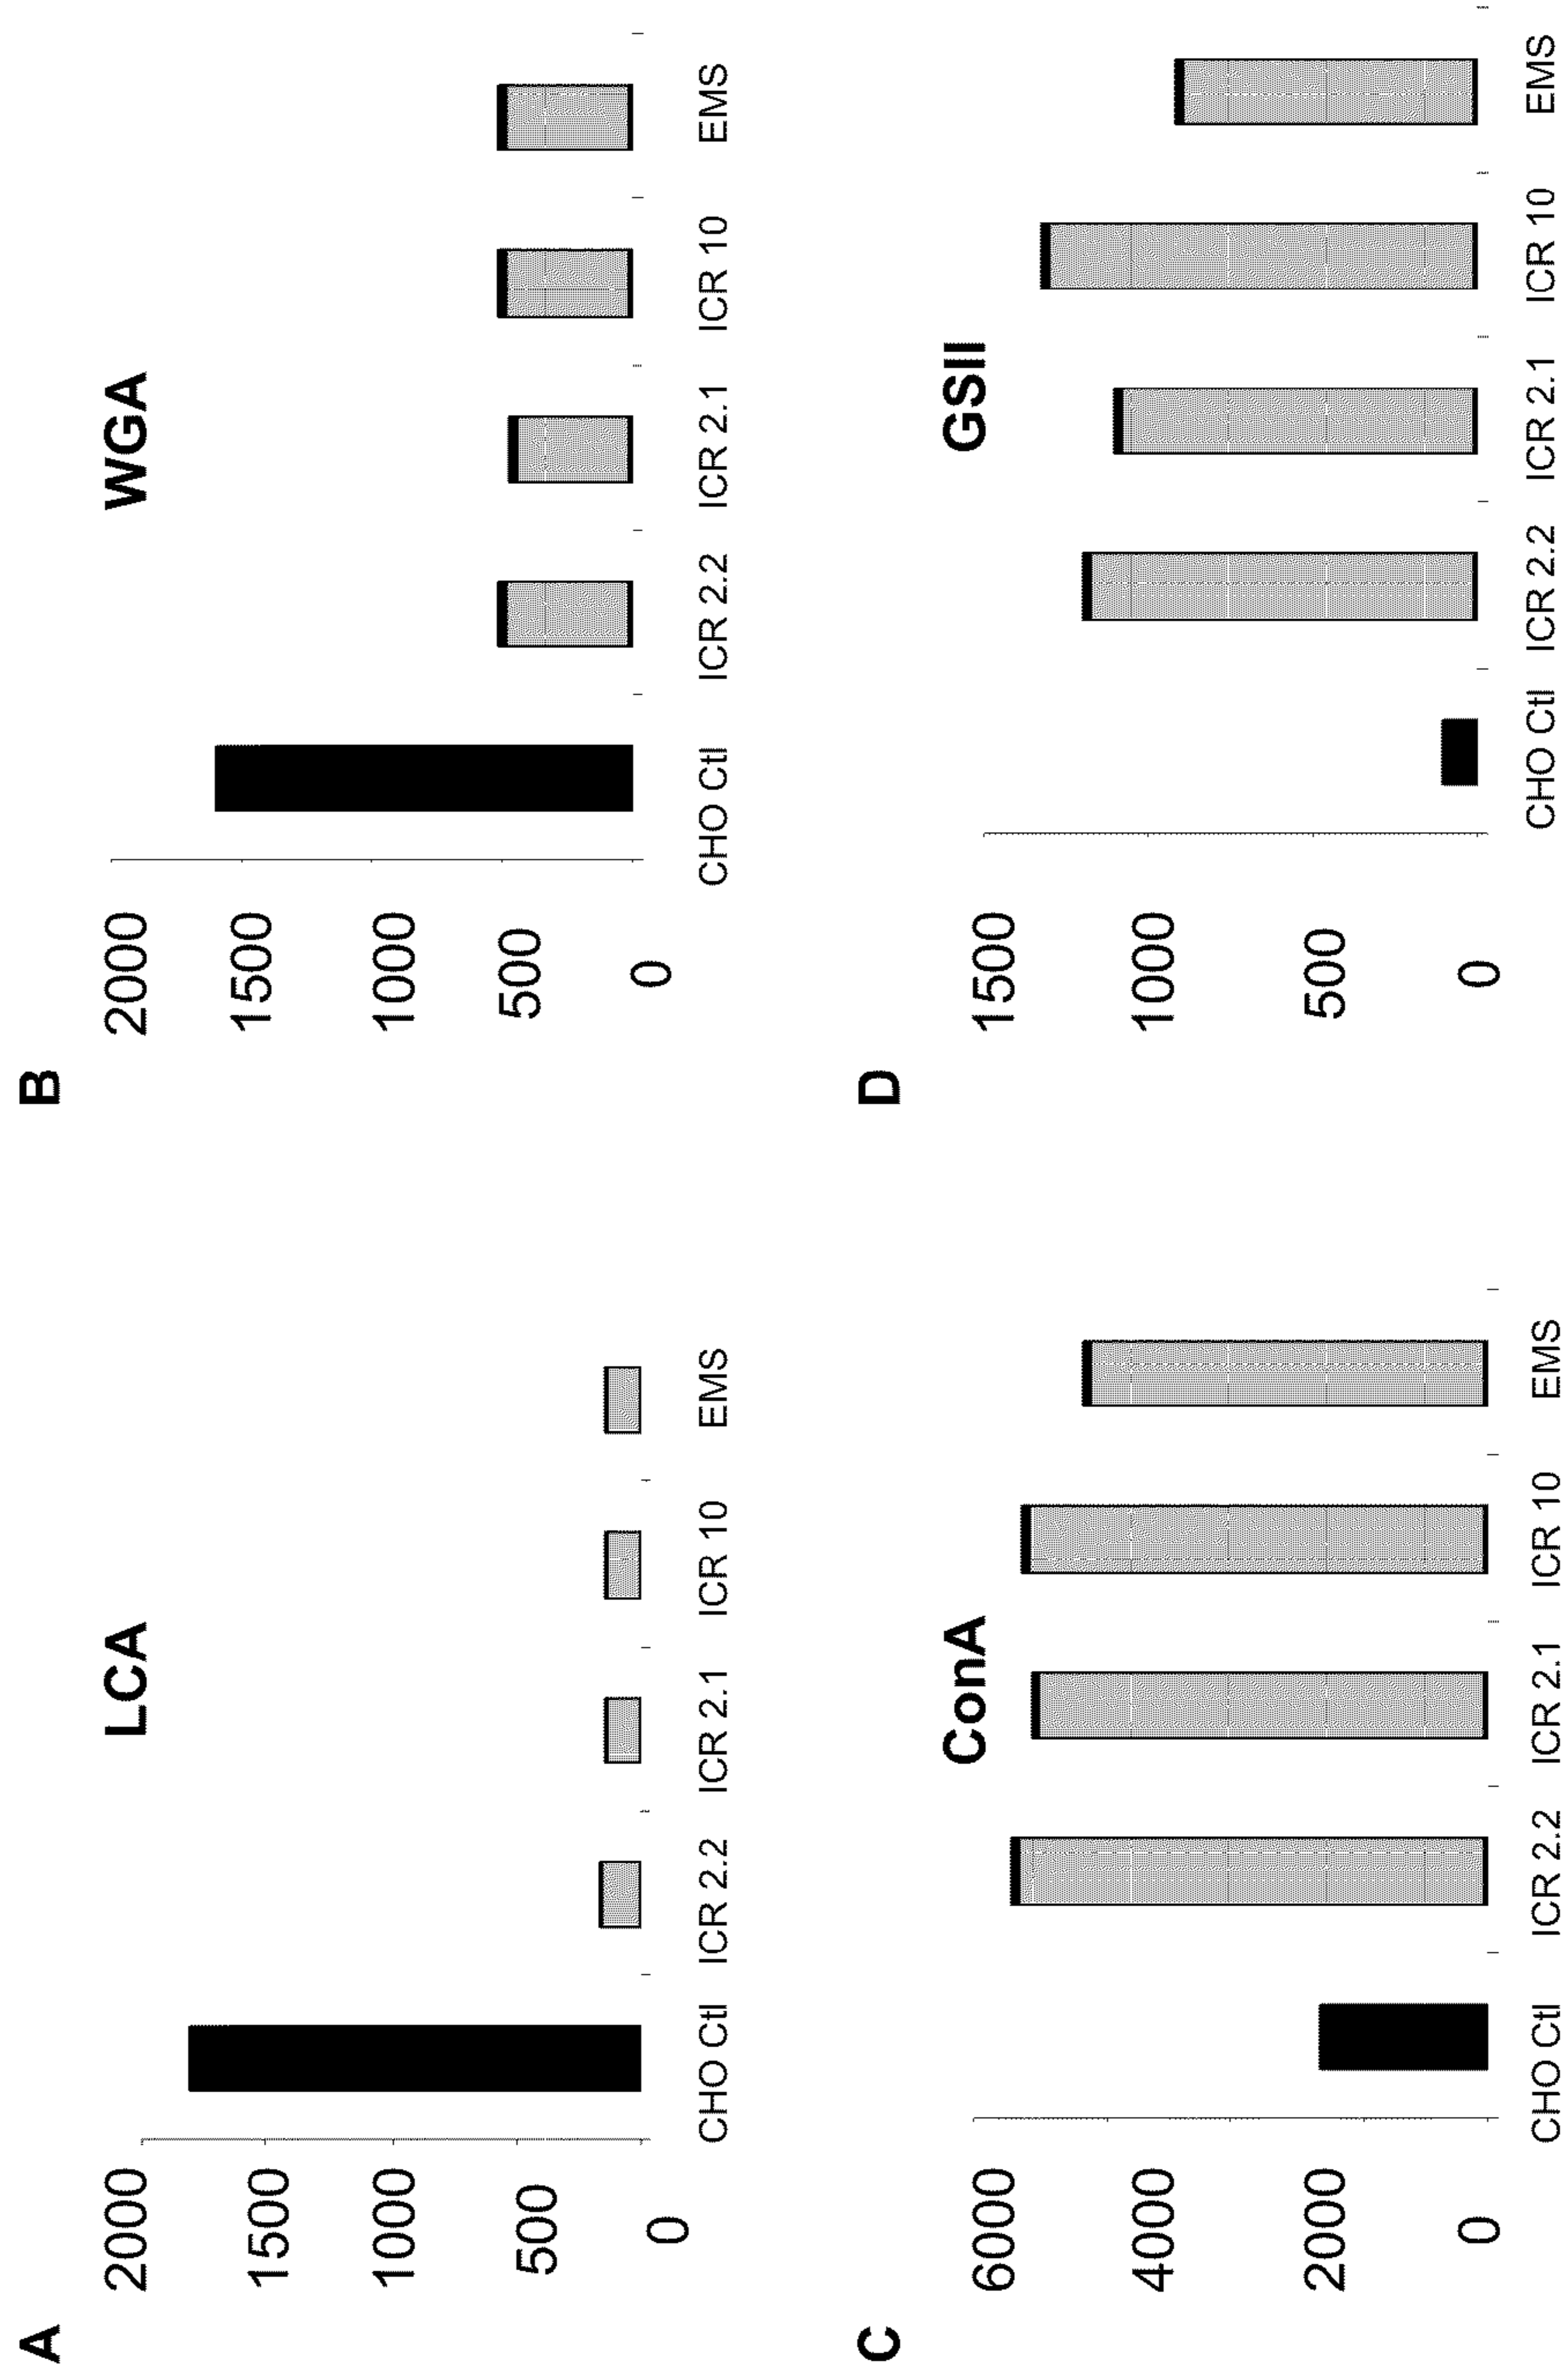 A
LCA
2000
1500
1000
500
0
CHO Ctl ICR 2.2 ICR 2.1 ICR 10 EMS
B
WGA
2000
1500
1000
500
0
CHO Ctl ICR 2.2 ICR 2.1 ICR 10 EMS
C
ConA
6000
4000
2000
0
CHO Ctl ICR 2.2 ICR 2.1 ICR 10 EMS
D
GSII
1500
1000
500
0
CHO Ctl ICR 2.2 ICR 2.1 ICR 10 EMS